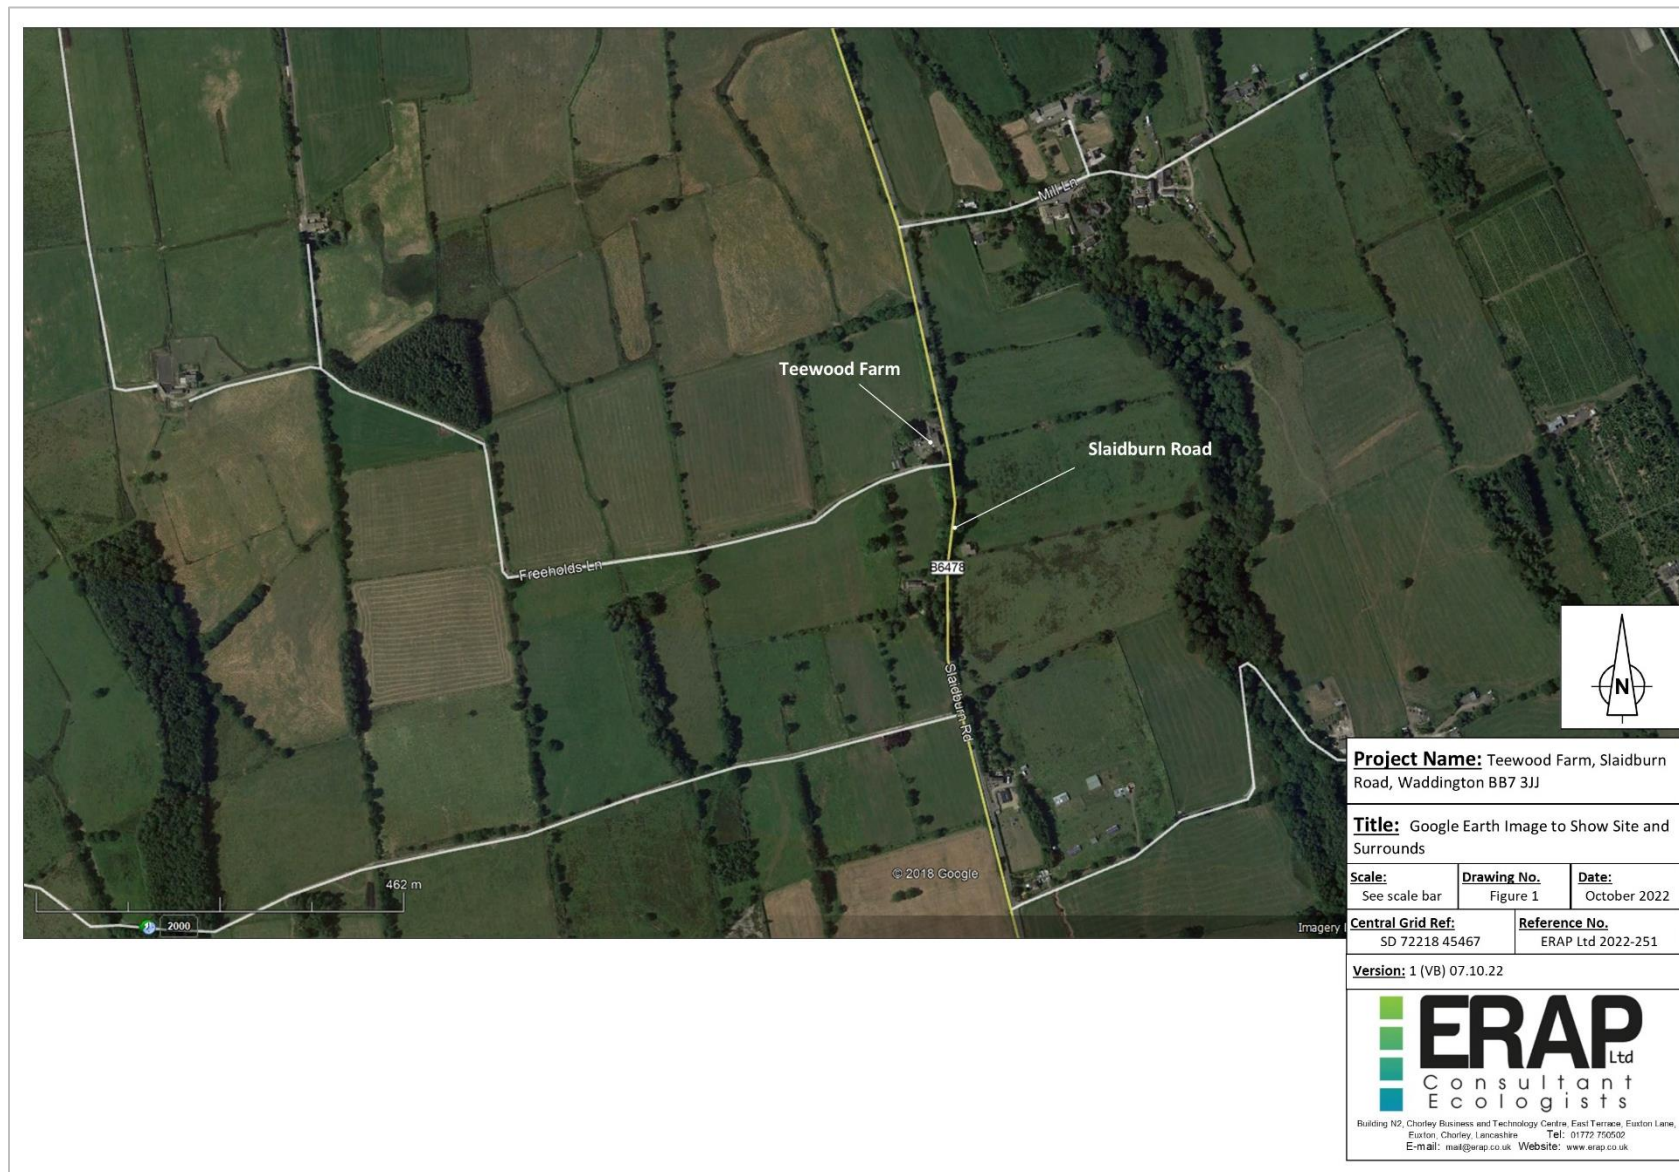 Mill Ln
Teewood Farm
Slaidburn Road
Freeholds Ln
B6478
Slaidburn Rd
© 2018 Google
462 m
2000
Imagery
N
Project Name: Teewood Farm, Slaidburn
Road, Waddington BB7 3JJ
Title: Google Earth Image to Show Site and
Surrounds
Scale:
See scale bar
Drawing No.
Figure 1
Date:
October 2022
Central Grid Ref:
SD 72218 45467
Reference No.
ERAP Ltd 2022-251
Version: 1 (VB) 07.10.22
ERAP
Ltd
Consultant
Ecologists
Building N2, Chorley Business and Technology Centre, East Terrace, Euxton Lane,
Euxton, Chorley, Lancashire Tel: 01772 750502
E-mail: mail@erap.co.uk Website: www.erap.co.uk